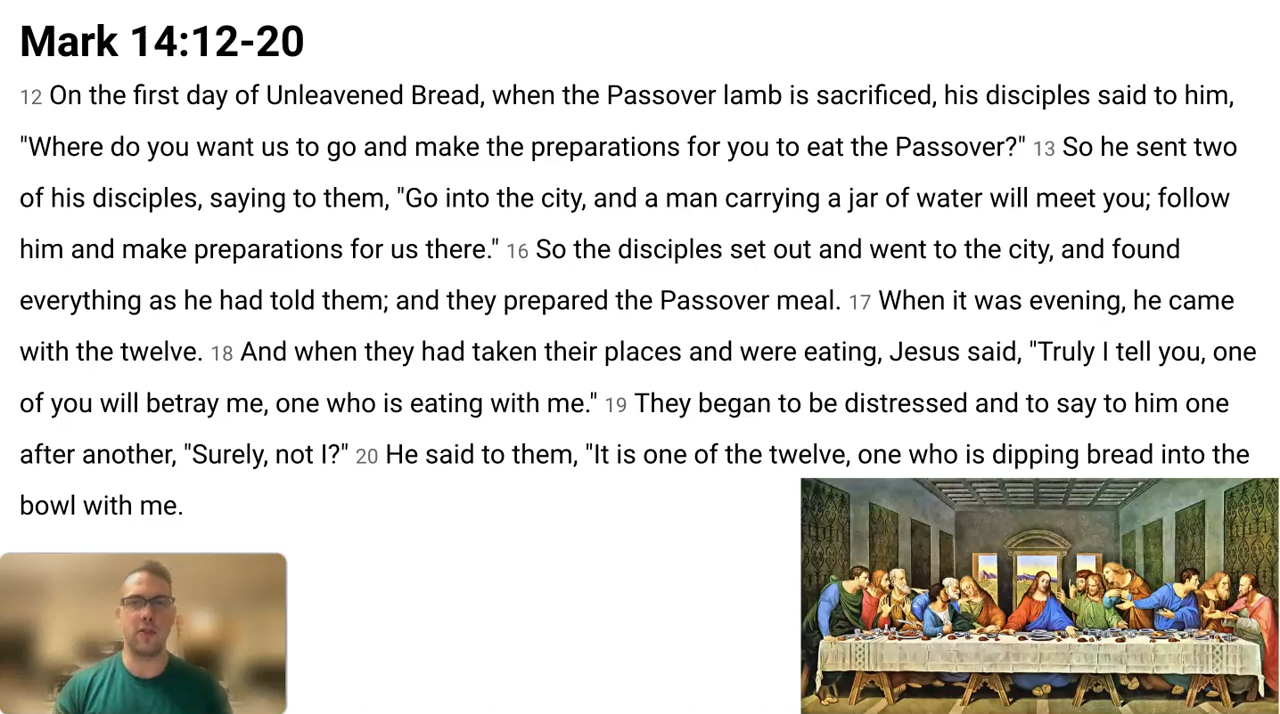 Mark 14:12-20
12 On the first day of Unleavened Bread, when the Passover lamb is sacrificed, his disciples said to him,
"Where do you want us to go and make the preparations for you to eat the Passover?" 13 So he sent two
of his disciples, saying to them, "Go into the city, and a man carrying a jar of water will meet you; follow
him and make preparations for us there." 16 So the disciples set out and went to the city, and found
everything as he had told them; and they prepared the Passover meal. 17 When it was evening, he came
with the twelve. 18 And when they had taken their places and were eating, Jesus said, "Truly I tell you, one
of you will betray me, one who is eating with me." 19 They began to be distressed and to say to him one
after another, "Surely, not I?" 20 He said to them, "It is one of the twelve, one who is dipping bread into the
bowl with me.